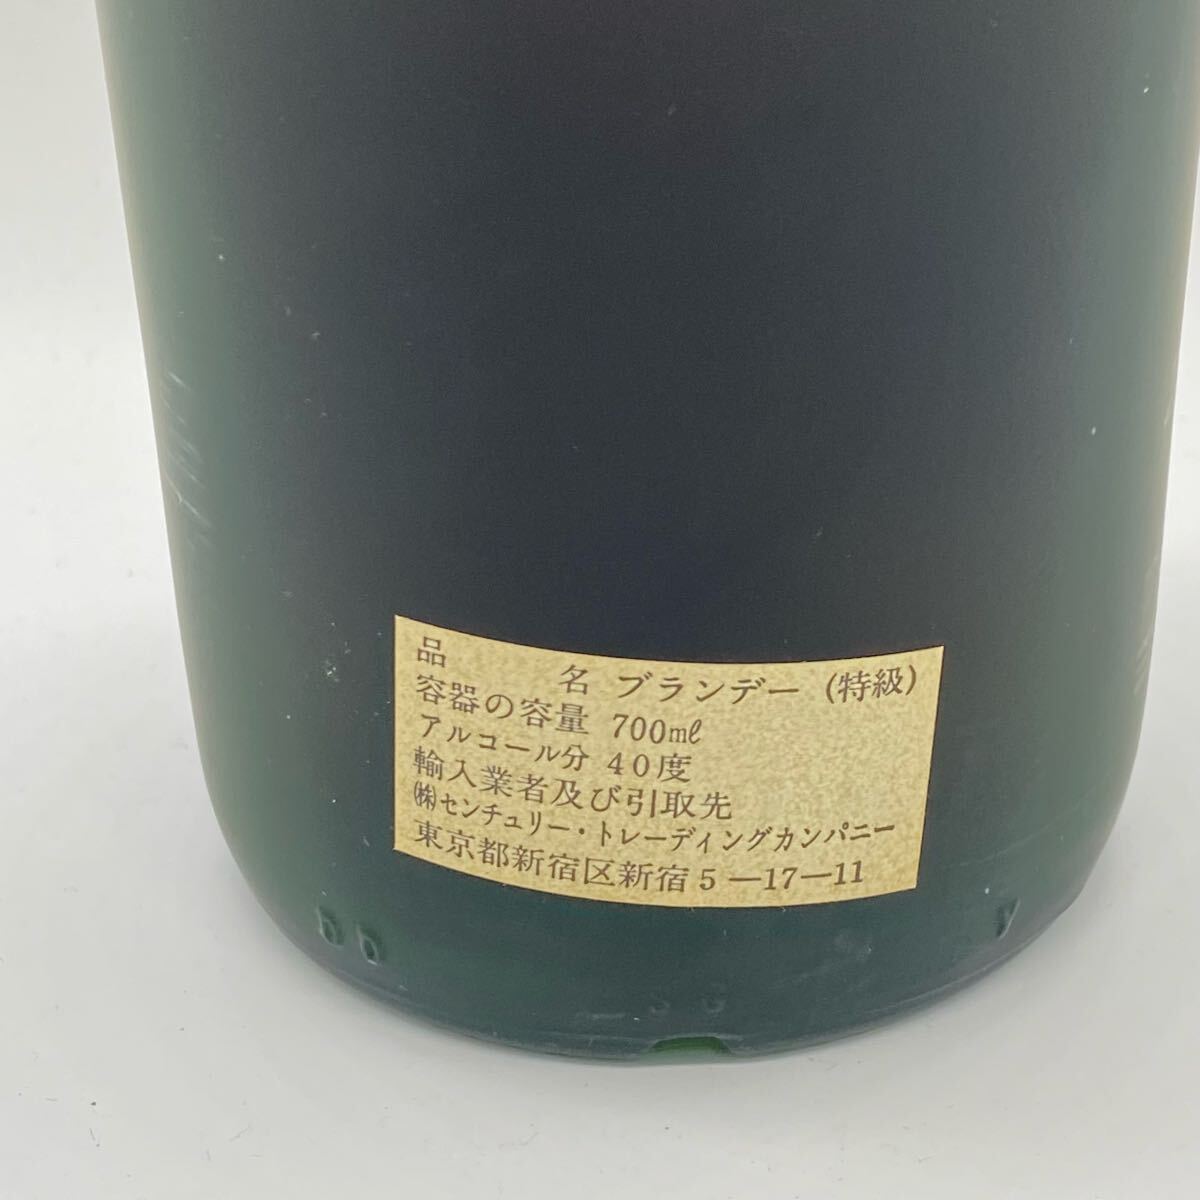 品名 ブランデー (特級)
容器の容量 700mℓ
アルコール分 40度
輸入業者及び引取先
㈱センチュリー・トレーディングカンパニー
東京都新宿区新宿5―17―11